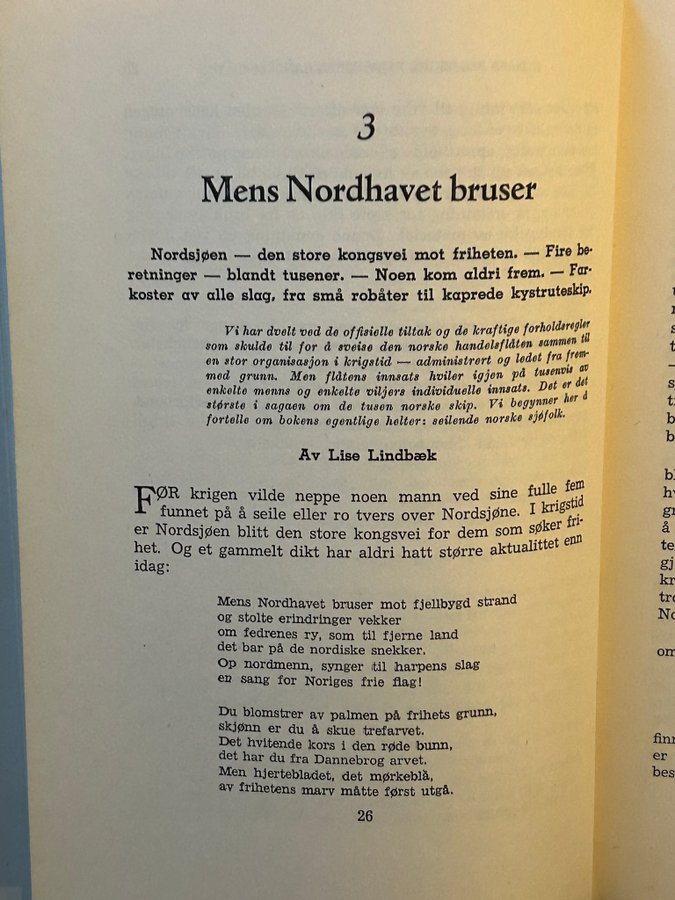 3
Mens Nordhavet bruser
Nordsjøen — den store kongsvei mot friheten. — Fire be-
retninger — blandt tusener. — Noen kom aldri frem. — Far-
koster av alle slag, fra små robåter til kaprede kystruteskip.
Vi har dvelt ved de offisielle tiltak og de kraftige forholdsregler
som skulde til for å sveise den norske handelsflåten sammen til
en stor organisasjon i krigstid — administrert og ledet fra frem-
med grunn. Men flåtens innsats hviler igjen på tusenvis av
enkelte menns og enkelte viljers individuelle innsats. Det er det
største i sagaen om de tusen norske skip. Vi begynner her å
fortelle om bokens egentlige helter: seilende norske sjøfolk.
Av Lise Lindbæk
FØR krigen vilde neppe noen mann ved sine fulle fem
funnet på å seile eller ro tvers over Nordsjøne. I krigstid
er Nordsjøen blitt den store kongsvei for dem som søker fri-
het. Og et gammelt dikt har aldri hatt større aktualittet enn
idag:
Mens Nordhavet bruser mot fjellbygd strand
og stolte erindringer vekker
om fedrenes ry, som til fjerne land
det bar på de nordiske snekker.
Op nordmenn, synger til harpens slag
en sang for Noriges frie flag!
Du blomstrer av palmen på frihets grunn,
skjønn er du å skue trefarvet.
Det hvitende kors i den røde bunn,
det har du fra Dannebrog arvet.
Men hjertebladet, det mørkeblå,
av frihetens marv måtte først utgå.
26